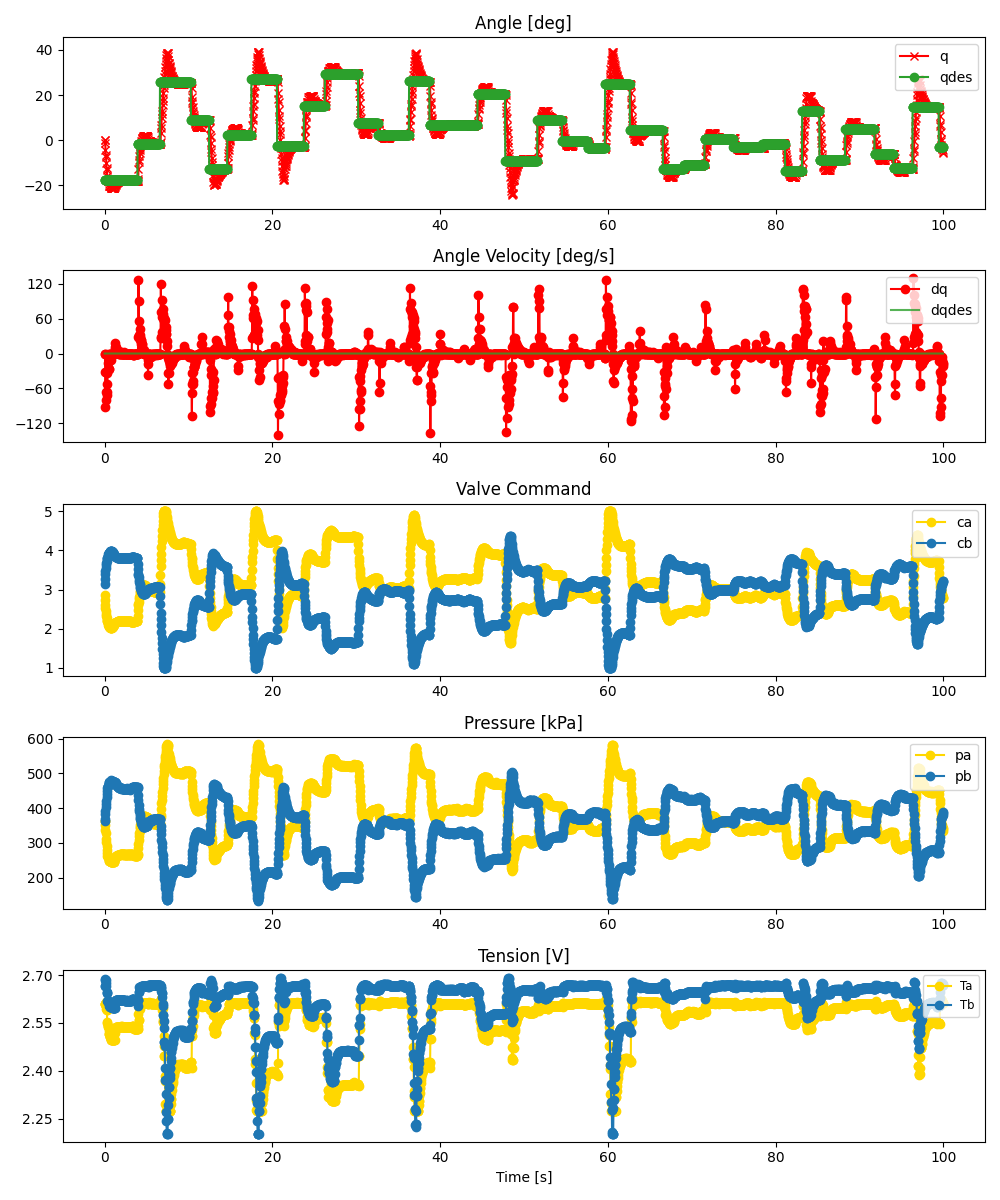 Angle [deg]
40
20
0
−20
q
qdes
0 20 40 60 80 100
Angle Velocity [deg/s]
120
60
0
−60
−120
dq
dqdes
0 20 40 60 80 100
Valve Command
5
4
3
2
1
ca
cb
0 20 40 60 80 100
Pressure [kPa]
600
500
400
300
200
pa
pb
0 20 40 60 80 100
Tension [V]
2.70
2.55
2.40
2.25
Ta
Tb
0 20 40 60 80 100
Time [s]